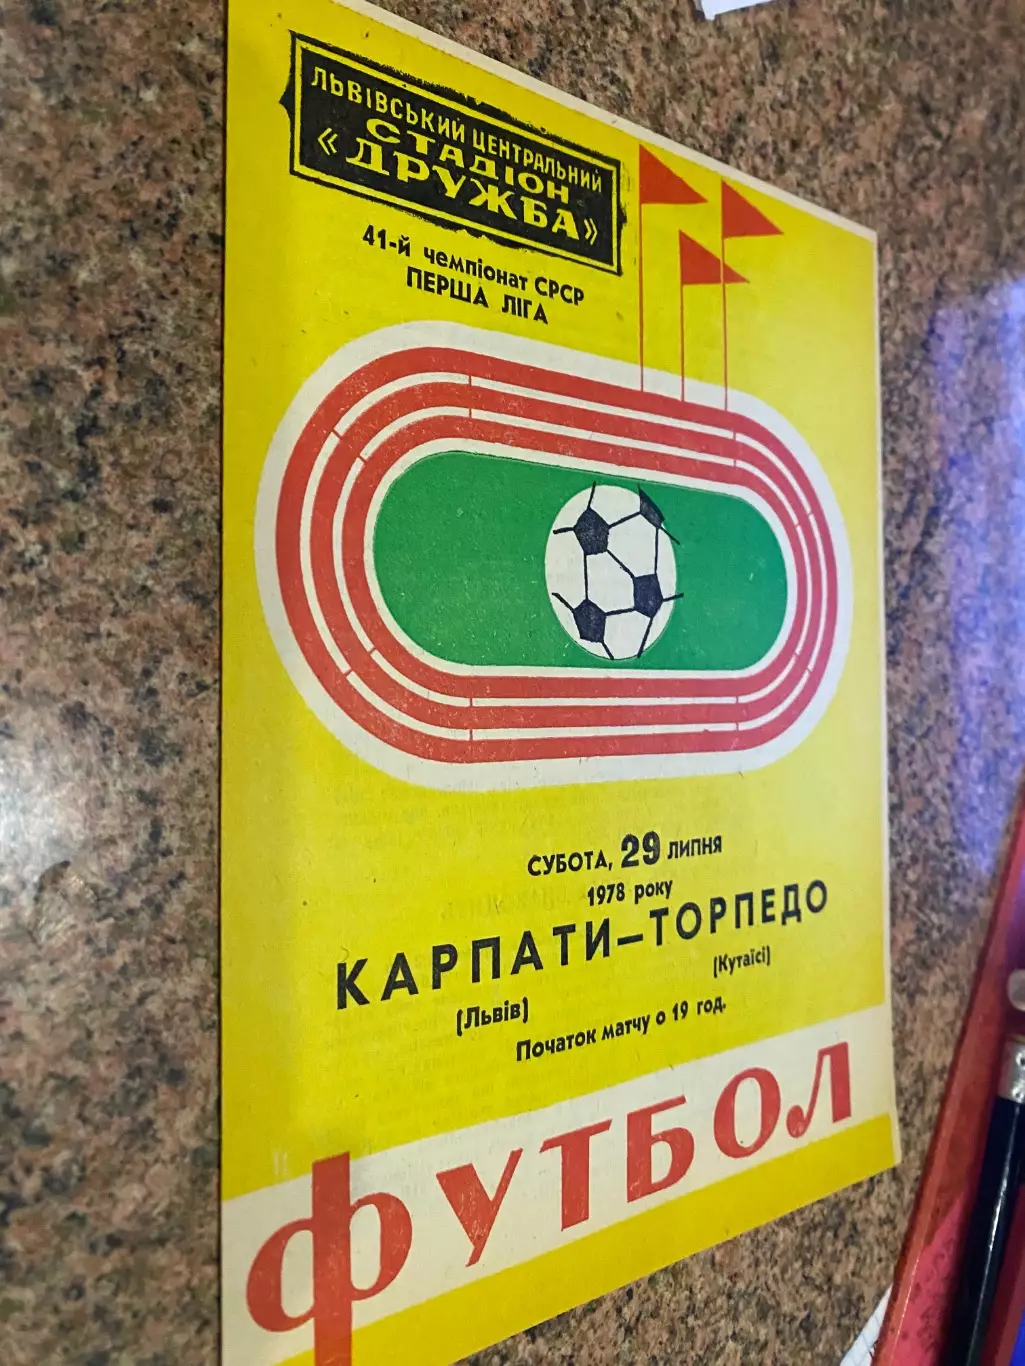 ЛЬВІВСЬКИЙ ЦЕНТРАЛЬНИЙ
СТАДІОН
«ДРУЖБА»
41-й чемпіонат СРСР
ПЕРША ЛІГА
СУБОТА, 29 ЛИПНЯ
1978 року
КАРПАТИ—ТОРПЕДО
(Львів) (Кутаїсі)
Початок матчу о 19 год.
ФУТБОЛ